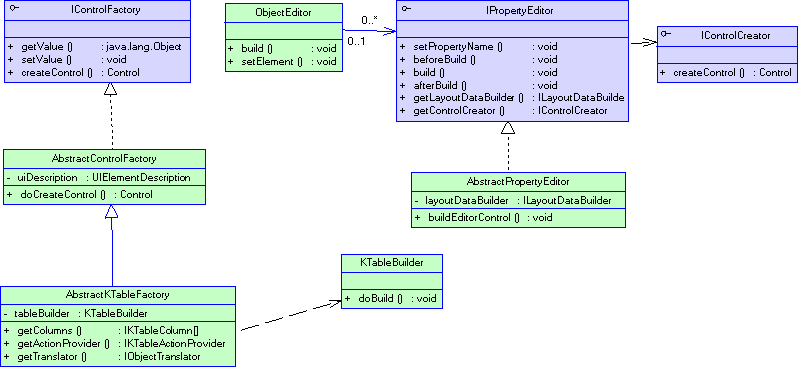 IControlFactory
+ getValue () : java.lang.Object
+ setValue () : void
+ createControl () : Control
ObjectEditor
+ build () : void
+ setElement () : void
0..*
0..1
IPropertyEditor
+ setPropertyName () : void
+ beforeBuild () : void
+ build () : void
+ afterBuild () : void
+ getLayoutDataBuilder () : ILayoutDataBuilde
+ getControlCreator () : IControlCreator
IControlCreator
+ createControl () : Control
AbstractControlFactory
- uiDescription : UIElementDescription
+ doCreateControl () : Control
AbstractPropertyEditor
- layoutDataBuilder : ILayoutDataBuilder
+ buildEditorControl () : void
KTableBuilder
+ doBuild () : void
AbstractKTableFactory
- tableBuilder : KTableBuilder
+ getColumns () : IKTableColumn[]
+ getActionProvider () : IKTableActionProvider
+ getTranslator () : IObjectTranslator